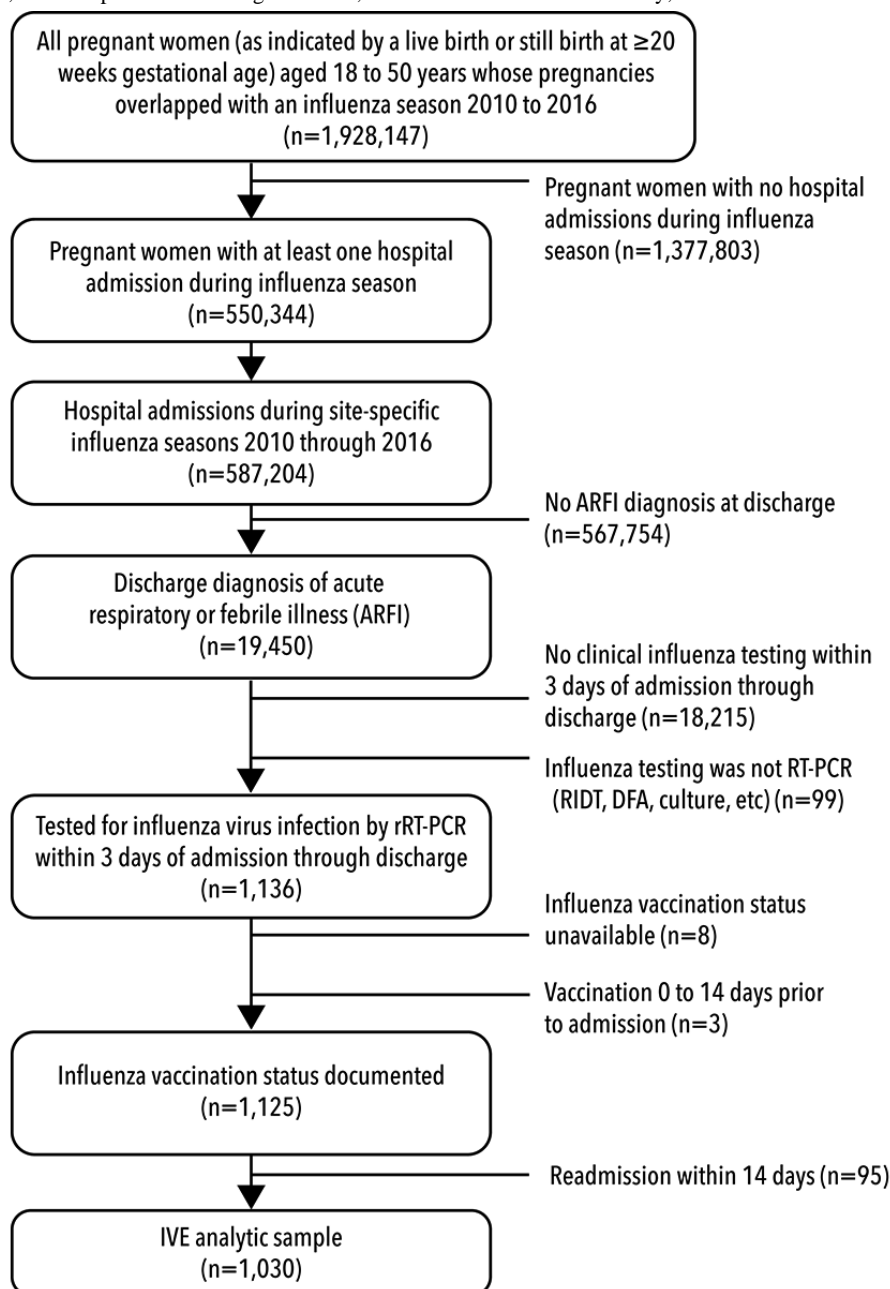 All pregnant women (as indicated by a live birth or still birth at ≥20
weeks gestational age) aged 18 to 50 years whose pregnancies
overlapped with an influenza season 2010 to 2016
(n=1,928,147)
Pregnant women with no hospital
admissions during influenza
season (n=1,377,803)
Pregnant women with at least one hospital
admission during influenza season
(n=550,344)
Hospital admissions during site-specific
influenza seasons 2010 through 2016
(n=587,204)
No ARFI diagnosis at discharge
(n=567,754)
Discharge diagnosis of acute
respiratory or febrile illness (ARFI)
(n=19,450)
No clinical influenza testing within
3 days of admission through
discharge (n=18,215)
Influenza testing was not RT-PCR
(RIDT, DFA, culture, etc) (n=99)
Tested for influenza virus infection by rRT-PCR
within 3 days of admission through discharge
(n=1,136)
Influenza vaccination status
unavailable (n=8)
Vaccination 0 to 14 days prior
to admission (n=3)
Influenza vaccination status documented
(n=1,125)
Readmission within 14 days (n=95)
IVE analytic sample
(n=1,030)